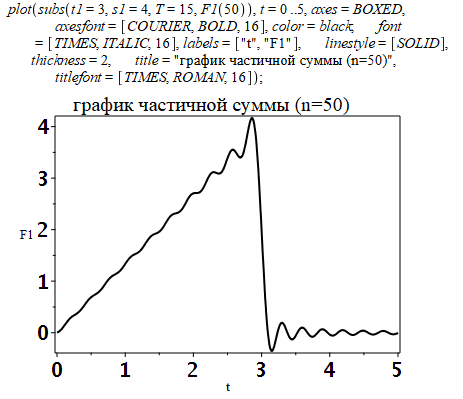 plot(subs(t1 = 3, s1 = 4, T = 15, F1(50)), t = 0 ..5, axes = BOXED,
axesfont = [COURIER, BOLD, 16], color = black, font
= [TIMES, ITALIC, 16], labels = ["t", "F1"], linestyle = [SOLID],
thickness = 2, title = "график частичной суммы (n=50)",
titlefont = [TIMES, ROMAN, 16]);
график частичной суммы (n=50)
4
3
F1 2
1
0
0 1 2 3 4 5
t